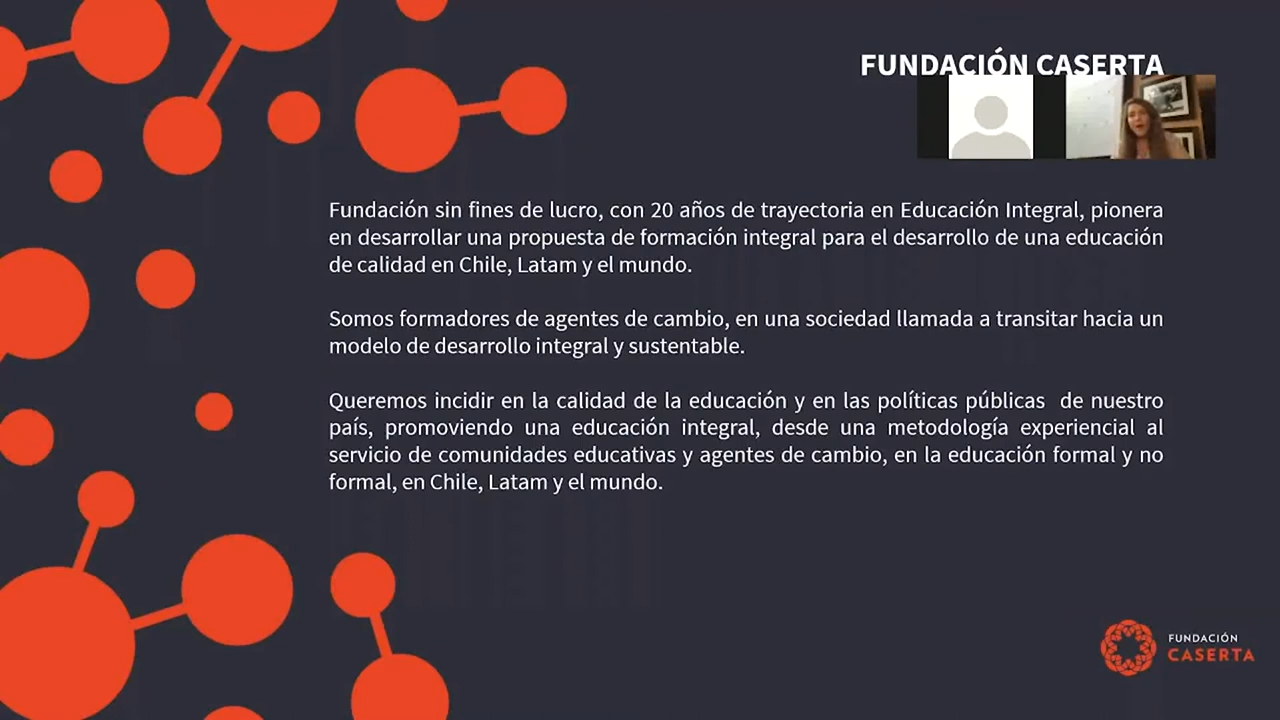 FUNDACIÓN CASERTA
Fundación sin fines de lucro, con 20 años de trayectoria en Educación Integral, pionera
en desarrollar una propuesta de formación integral para el desarrollo de una educación
de calidad en Chile, Latam y el mundo.
Somos formadores de agentes de cambio, en una sociedad llamada a transitar hacia un
modelo de desarrollo integral y sustentable.
Queremos incidir en la calidad de la educación y en las políticas públicas  de nuestro
país, promoviendo una educación integral, desde una metodología experiencial al
servicio de comunidades educativas y agentes de cambio, en la educación formal y no
formal, en Chile, Latam y el mundo.
FUNDACIÓN
CASERTA